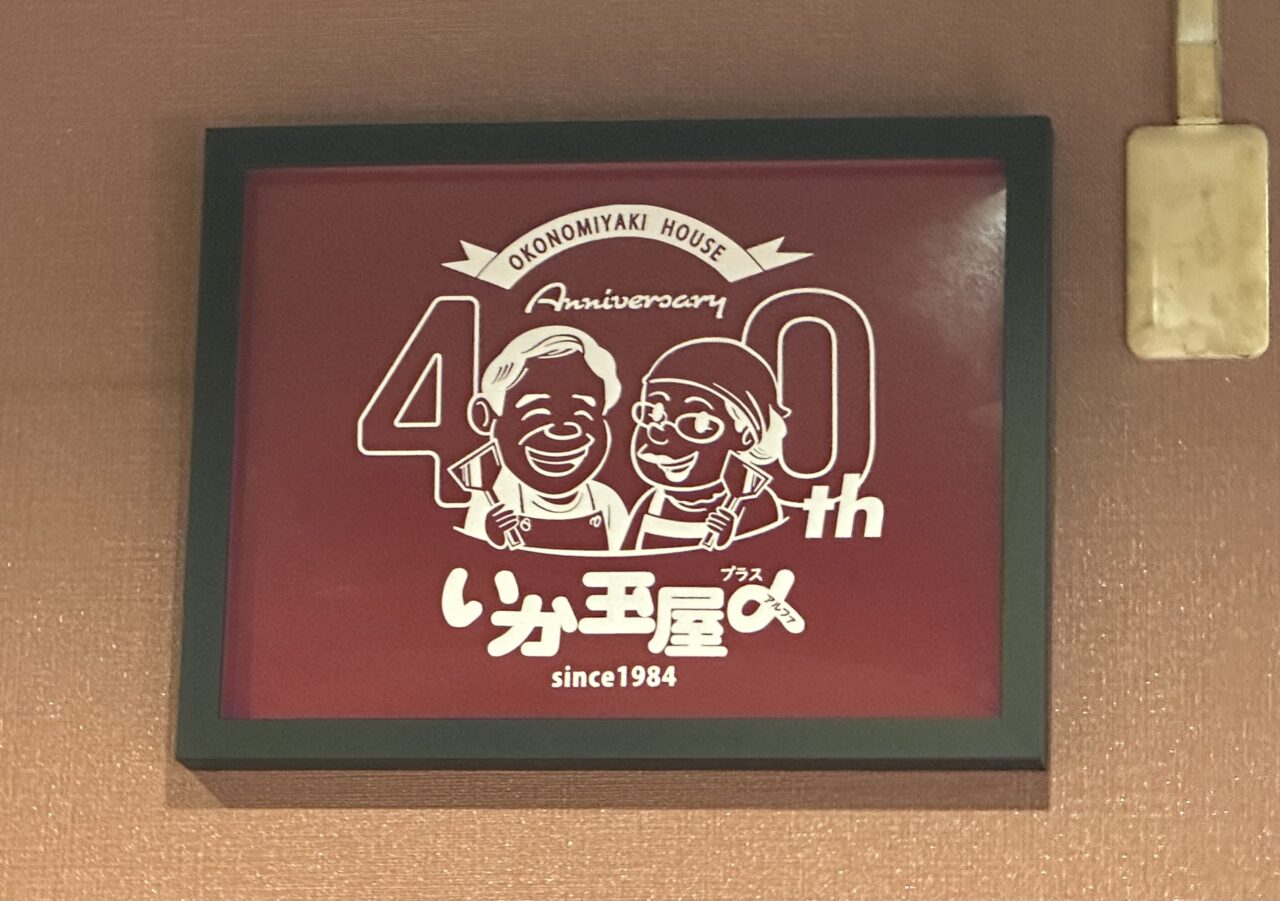 OKONOMIYAKI HOUSE
Anniversary
40th
いか玉屋α
プラス
アルファ
since1984